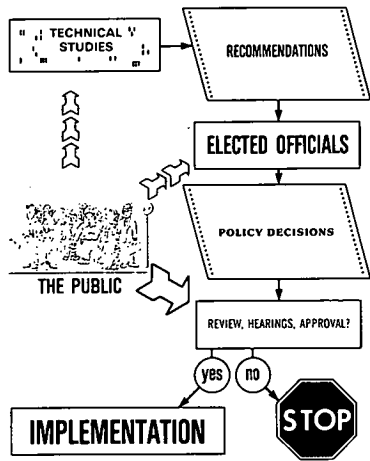 TECHNICAL
STUDIES
RECOMMENDATIONS
ELECTED OFFICIALS
POLICY DECISIONS
THE PUBLIC
REVIEW, HEARINGS, APPROVAL?
yes
no
IMPLEMENTATION
STOP